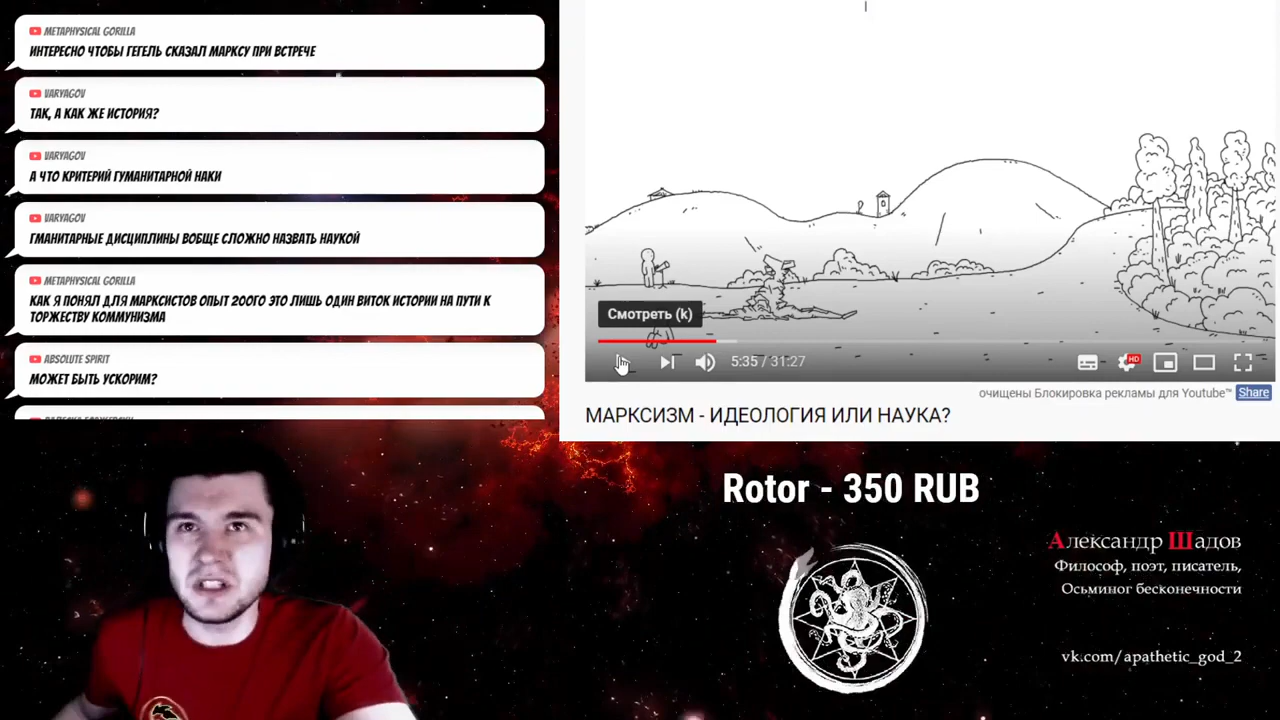 METAPHYSICAL GORILLA
ИНТЕРЕСНО ЧТОБЫ ГЕГЕЛЬ СКАЗАЛ МАРКСУ ПРИ ВСТРЕЧЕ
VARYAGOV
ТАК, А КАК ЖЕ ИСТОРИЯ?
VARYAGOV
А ЧТО КРИТЕРИЙ ГУМАНИТАРНОЙ НАКИ
VARYAGOV
ГМАНИТАРНЫЕ ДИСЦИПЛИНЫ ВОБЩЕ СЛОЖНО НАЗВАТЬ НАУКОЙ
METAPHYSICAL GORILLA
КАК Я ПОНЯЛ ДЛЯ МАРКСИСТОВ ОПЫТ 20ОГО ЭТО ЛИШЬ ОДИН ВИТОК ИСТОРИИ НА ПУТИ К
ТОРЖЕСТВУ КОММУНИЗМА
ABSOLUTE SPIRIT
МОЖЕТ БЫТЬ УСКОРИМ?
Смотреть (k)
5:35 / 31:27
HD
очищены Блокировка рекламы для Youtube™ Share
МАРКСИЗМ - ИДЕОЛОГИЯ ИЛИ НАУКА?
Rotor - 350 RUB
Александр Шадов
Философ, поэт, писатель,
Осьминог бесконечности
vk.com/apathetic_god_2